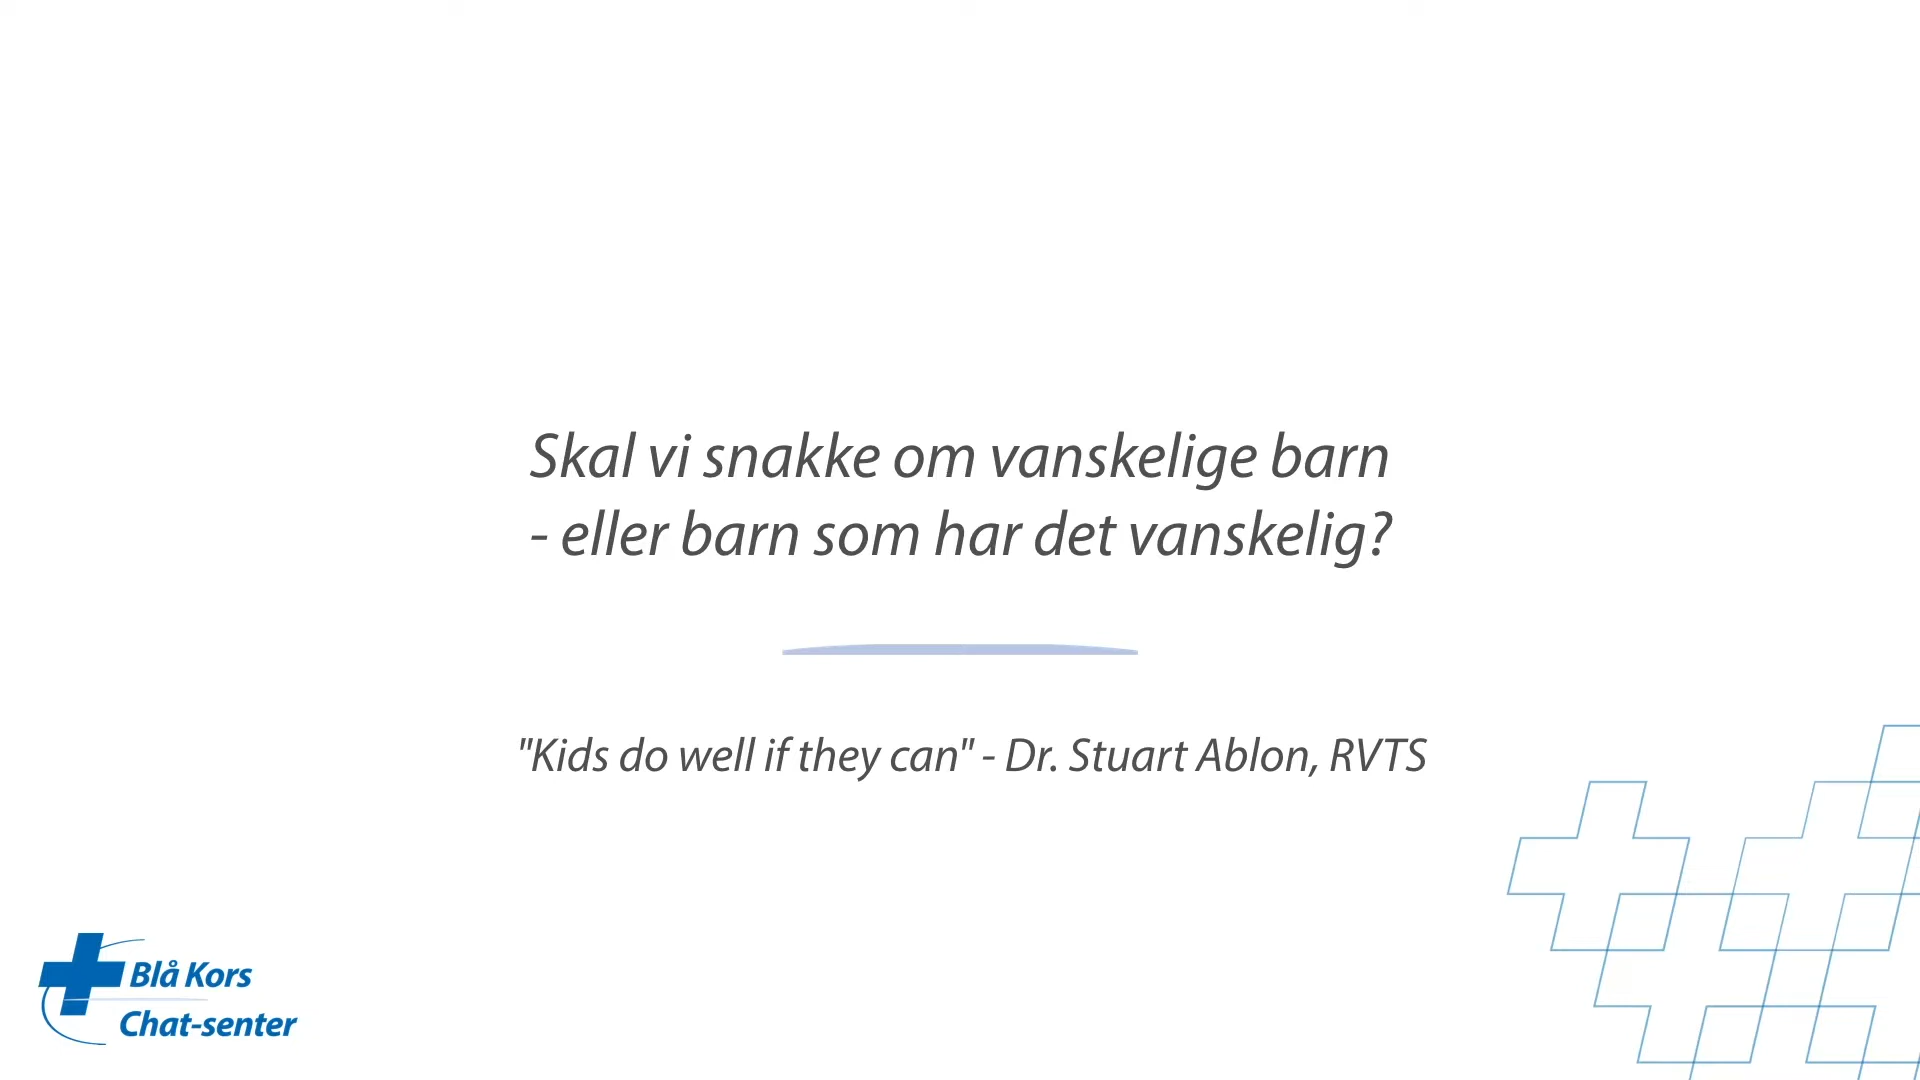 Skal vi snakke om vanskelige barn
- eller barn som har det vanskelig?
"Kids do well if they can" - Dr. Stuart Ablon, RVTS
Blå Kors
Chat-senter